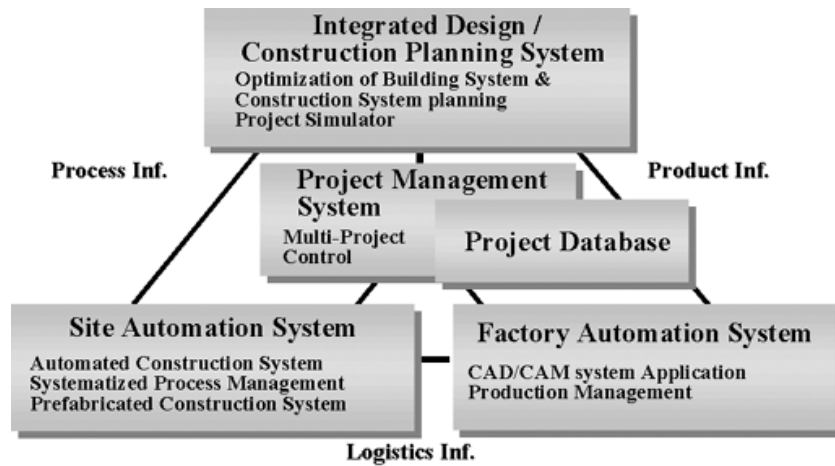 Integrated Design /
Construction Planning System
Optimization of Building System &
Construction System planning
Project Simulator
Process Inf.
Product Inf.
Project Management
System
Multi-Project
Control
Project Database
Site Automation System
Automated Construction System
Systematized Process Management
Prefabricated Construction System
Factory Automation System
CAD/CAM system Application
Production Management
Logistics Inf.